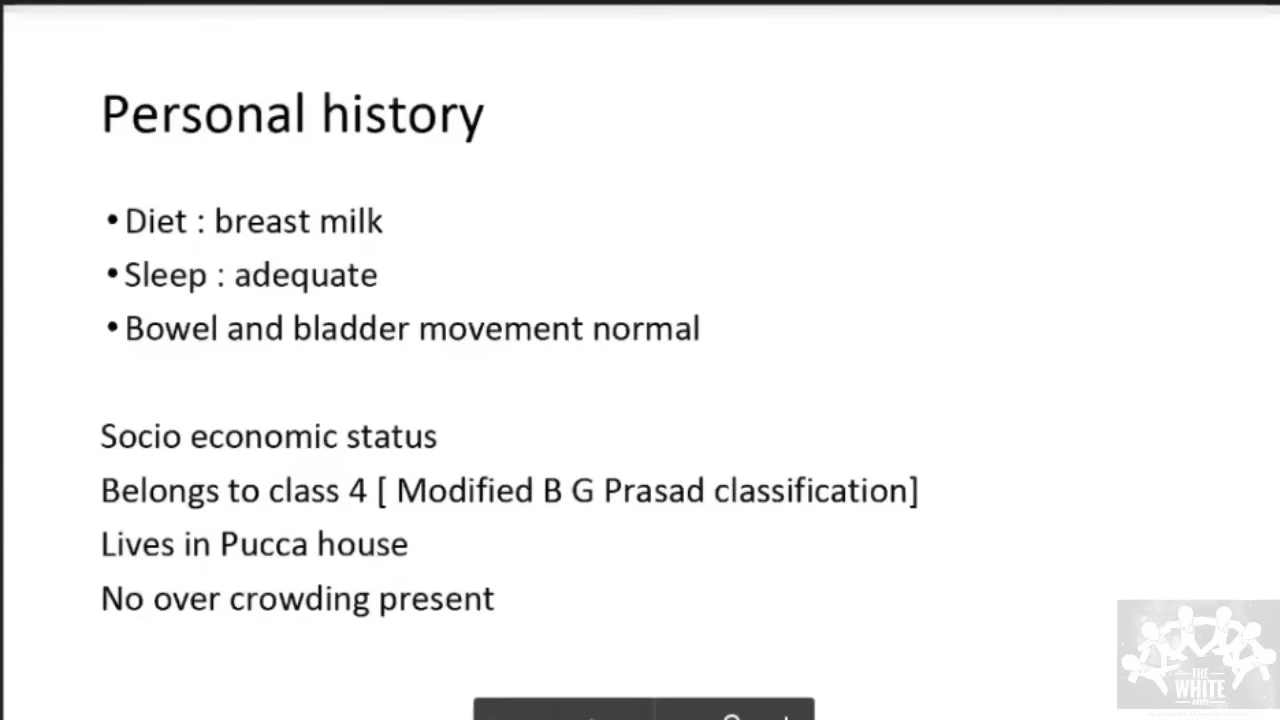 Personal history
• Diet : breast milk
• Sleep : adequate
• Bowel and bladder movement normal
Socio economic status
Belongs to class 4 [ Modified B G Prasad classification]
Lives in Pucca house
No over crowding present
THE
WHITE